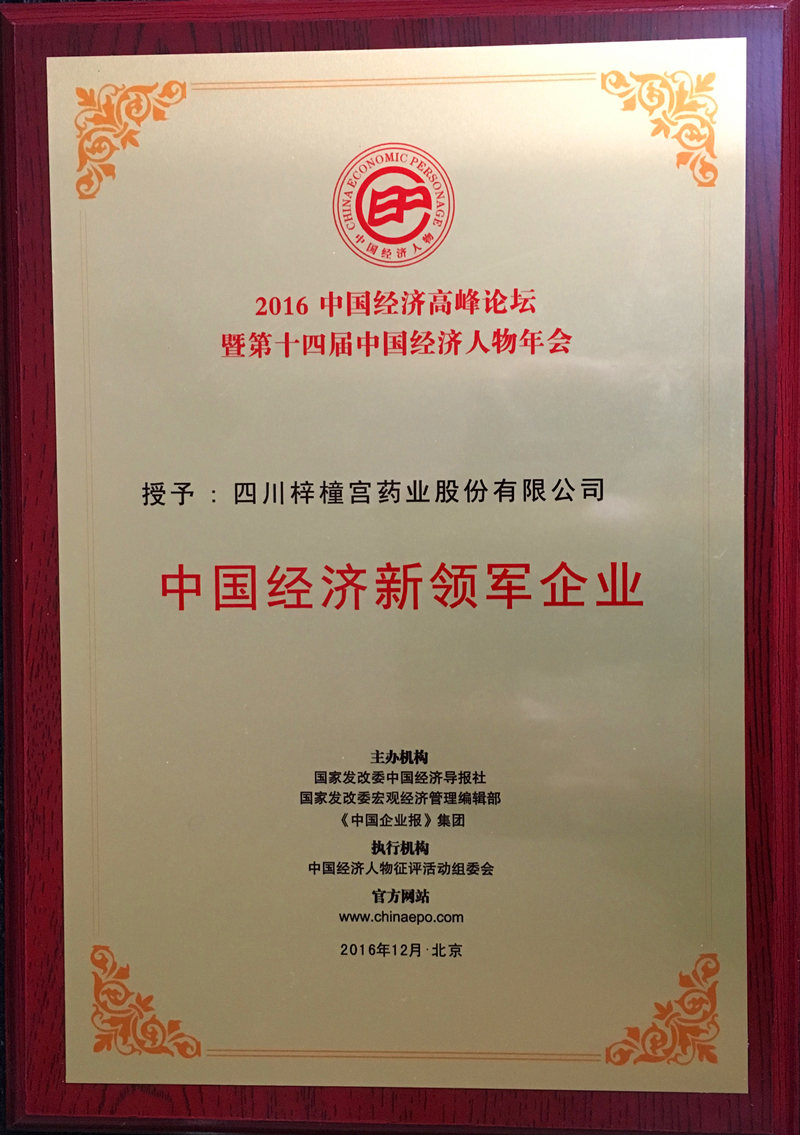 CHINA ECONOMIC PERSONAGE
中国经济人物
2016 中国经济高峰论坛
暨第十四届中国经济人物年会
授予：四川梓橦宫药业股份有限公司
中国经济新领军企业
主办机构
国家发改委中国经济导报社
国家发改委宏观经济管理编辑部
《中国企业报》集团
执行机构
中国经济人物征评活动组委会
官方网站
www.chinaepo.com
2016年12月·北京